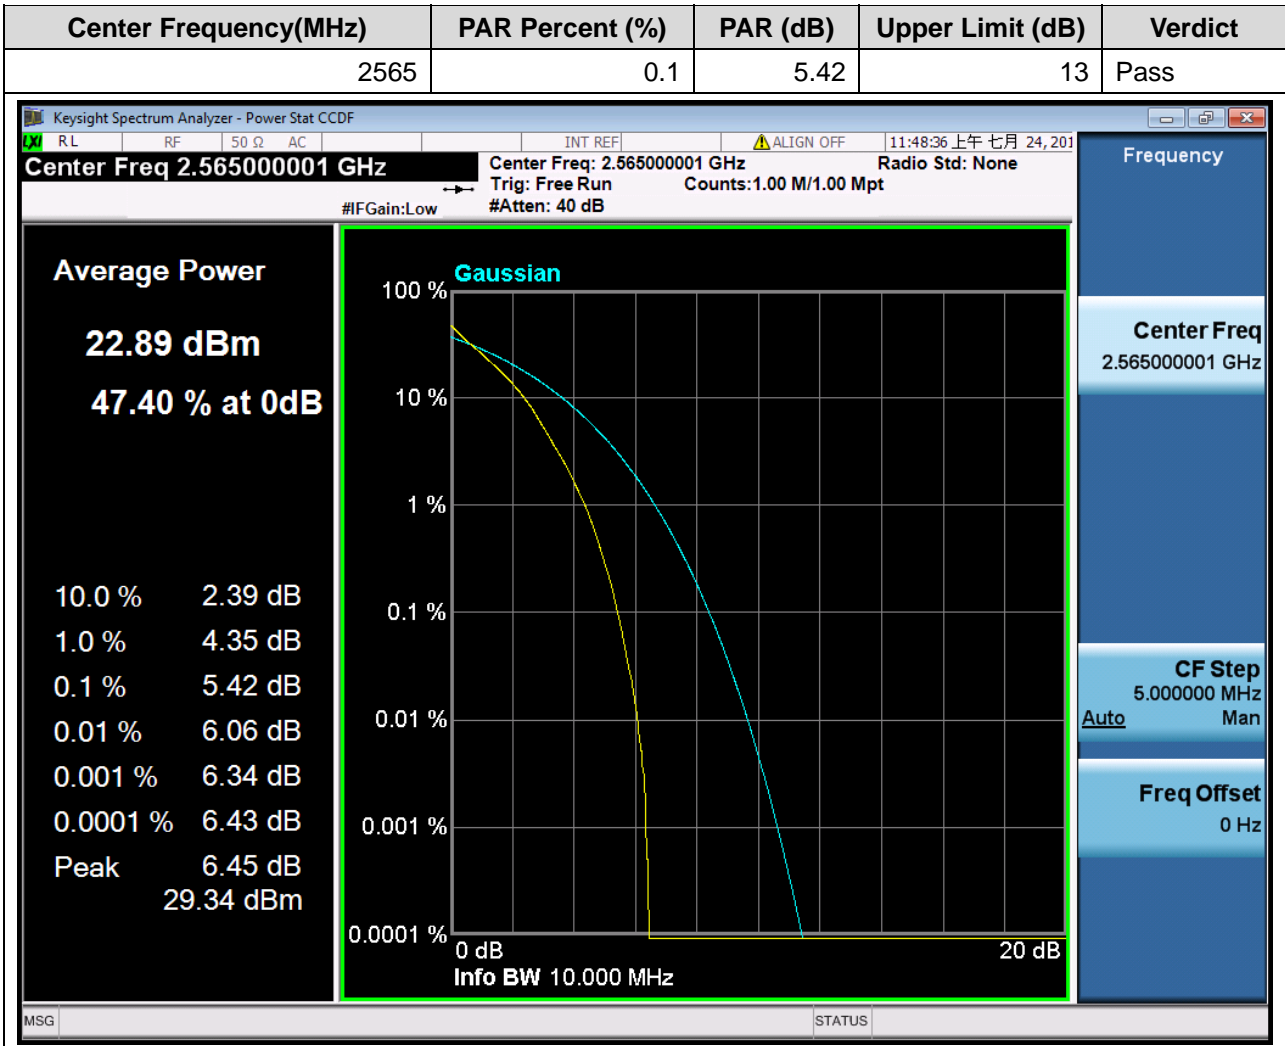 Center Frequency(MHz) PAR Percent (%) PAR (dB) Upper Limit (dB) Verdict
2565 0.1 5.42 13 Pass
Keysight Spectrum Analyzer - Power Stat CCDF
LXI RL RF 50 Ω AC INT REF ALIGN OFF 11:48:36 上午 七月 24, 201
Center Freq 2.565000001 GHz
Center Freq: 2.565000001 GHz Radio Std: None
Trig: Free Run Counts:1.00 M/1.00 Mpt
#IFGain:Low #Atten: 40 dB
Frequency
Average Power
22.89 dBm
47.40 % at 0dB
10.0 % 2.39 dB
1.0 % 4.35 dB
0.1 % 5.42 dB
0.01 % 6.06 dB
0.001 % 6.34 dB
0.0001 % 6.43 dB
Peak 6.45 dB
29.34 dBm
Gaussian
100 %
10 %
1 %
0.1 %
0.01 %
0.001 %
0.0001 %
0 dB 20 dB
Info BW 10.000 MHz
Center Freq
2.565000001 GHz
CF Step
5.000000 MHz
Auto Man
Freq Offset
0 Hz
MSG STATUS